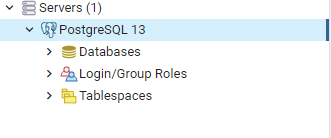 Servers (1)
PostgreSQL 13
Databases
Login/Group Roles
Tablespaces